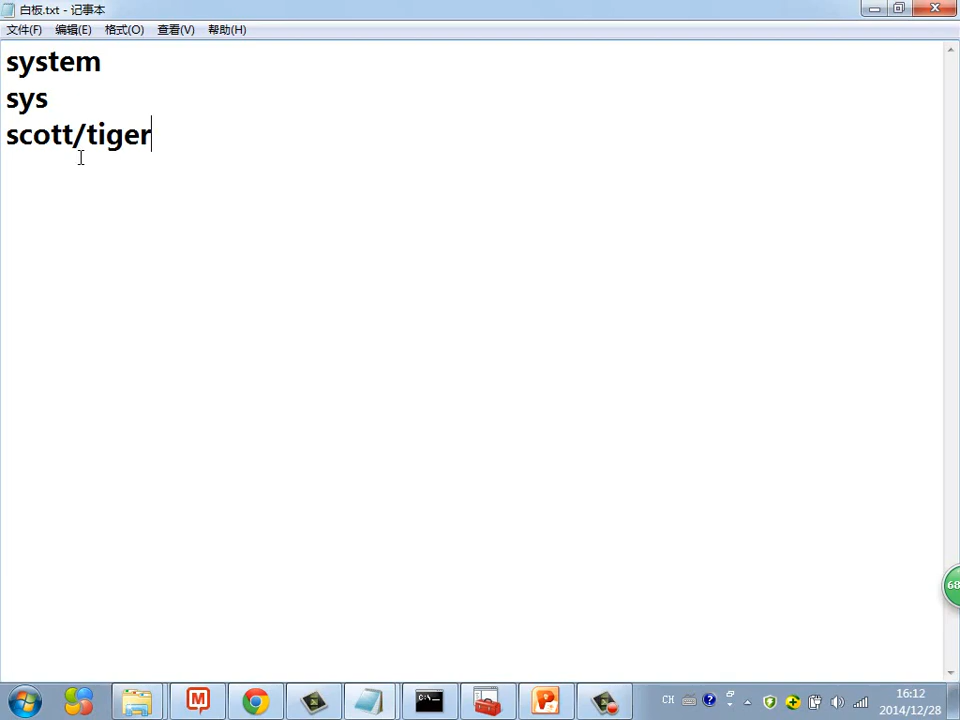 白板.txt - 记事本
文件(F) 编辑(E) 格式(O) 查看(V) 帮助(H)
system
sys
scott/tiger
68
CH
16:12
2014/12/28